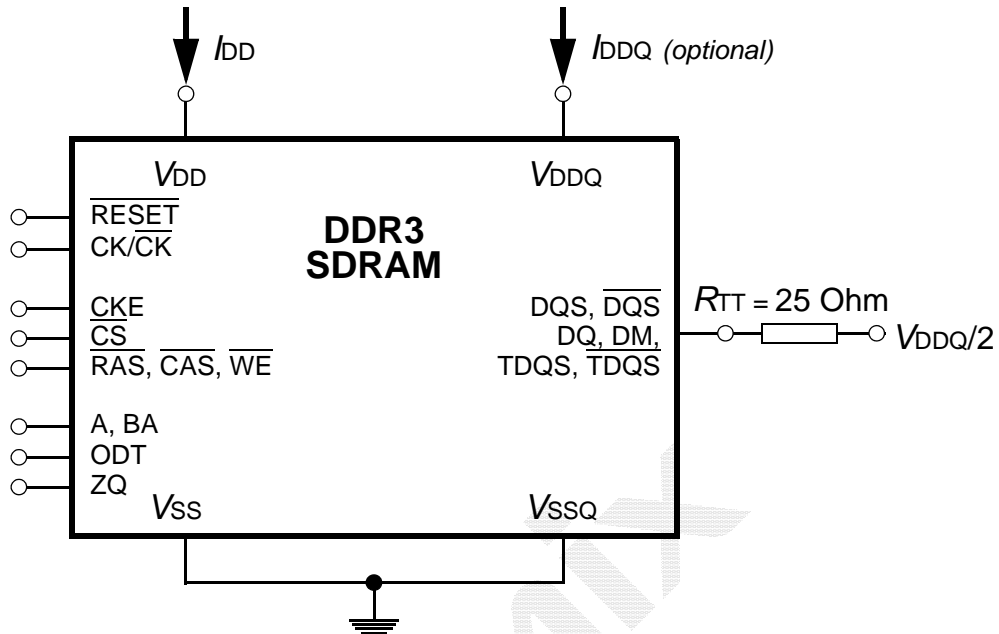 IDD
IDDQ (optional)
VDD
VDDQ
RESET
CK/CK
DDR3
SDRAM
CKE
CS
RAS, CAS, WE
DQS, DQS
DQ, DM,
TDQS, TDQS
RTT = 25 Ohm
VDDQ/2
A, BA
ODT
ZQ
VSS
VSSQ